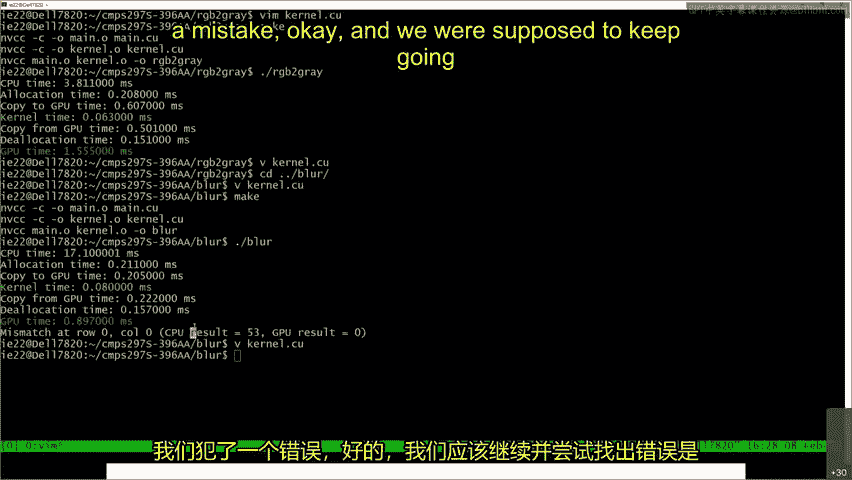 ie22@Dell7820:~/cmps297S-396AA/rgb2gray$ vim kernel.cu
a mistake, okay, and we were supposed to keep
going
nvcc -c -o main.o main.cu
nvcc -c -o kernel.o kernel.cu
nvcc main.o kernel.o -o rgb2gray
ie22@Dell7820:~/cmps297S-396AA/rgb2gray$ ./rgb2gray
CPU time: 3.811000 ms
Allocation time: 0.208000 ms
Copy to GPU time: 0.607000 ms
Kernel time: 0.063000 ms
Copy from GPU time: 0.501000 ms
Deallocation time: 0.151000 ms
GPU time: 1.555000 ms
ie22@Dell7820:~/cmps297S-396AA/rgb2gray$ v kernel.cu
ie22@Dell7820:~/cmps297S-396AA/rgb2gray$ cd ../blur/
ie22@Dell7820:~/cmps297S-396AA/blur$ v kernel.cu
ie22@Dell7820:~/cmps297S-396AA/blur$ make
nvcc -c -o main.o main.cu
nvcc -c -o kernel.o kernel.cu
nvcc main.o kernel.o -o blur
ie22@Dell7820:~/cmps297S-396AA/blur$ ./blur
CPU time: 17.100001 ms
Allocation time: 0.211000 ms
Copy to GPU time: 0.205000 ms
Kernel time: 0.080000 ms
Copy from GPU time: 0.222000 ms
Deallocation time: 0.157000 ms
GPU time: 0.897000 ms
Mismatch at row 0, col 0 (CPU result = 53, GPU result = 0)
ie22@Dell7820:~/cmps297S-396AA/blur$ v kernel.cu
ie22@Dell7820:~/cmps297S-396AA/blur$
我们犯了一个错误，好的，我们应该继续并尝试找出错误是
+30